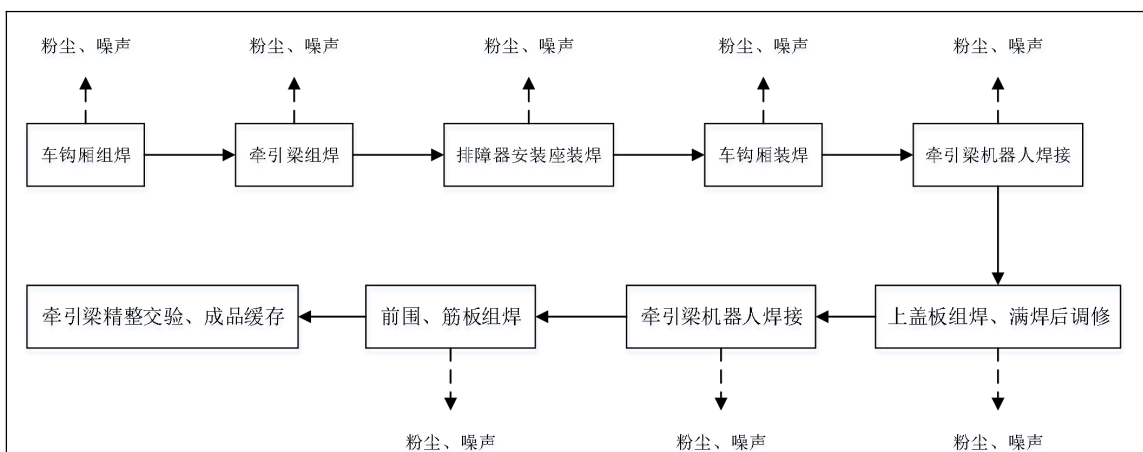 粉尘、噪声
粉尘、噪声
粉尘、噪声
粉尘、噪声
粉尘、噪声
车钩厢组焊
牵引梁组焊
排障器安装座装焊
车钩厢装焊
牵引梁机器人焊接
牵引梁精整交验、成品缓存
前围、筋板组焊
牵引梁机器人焊接
上盖板组焊、满焊后调修
粉尘、噪声
粉尘、噪声
粉尘、噪声